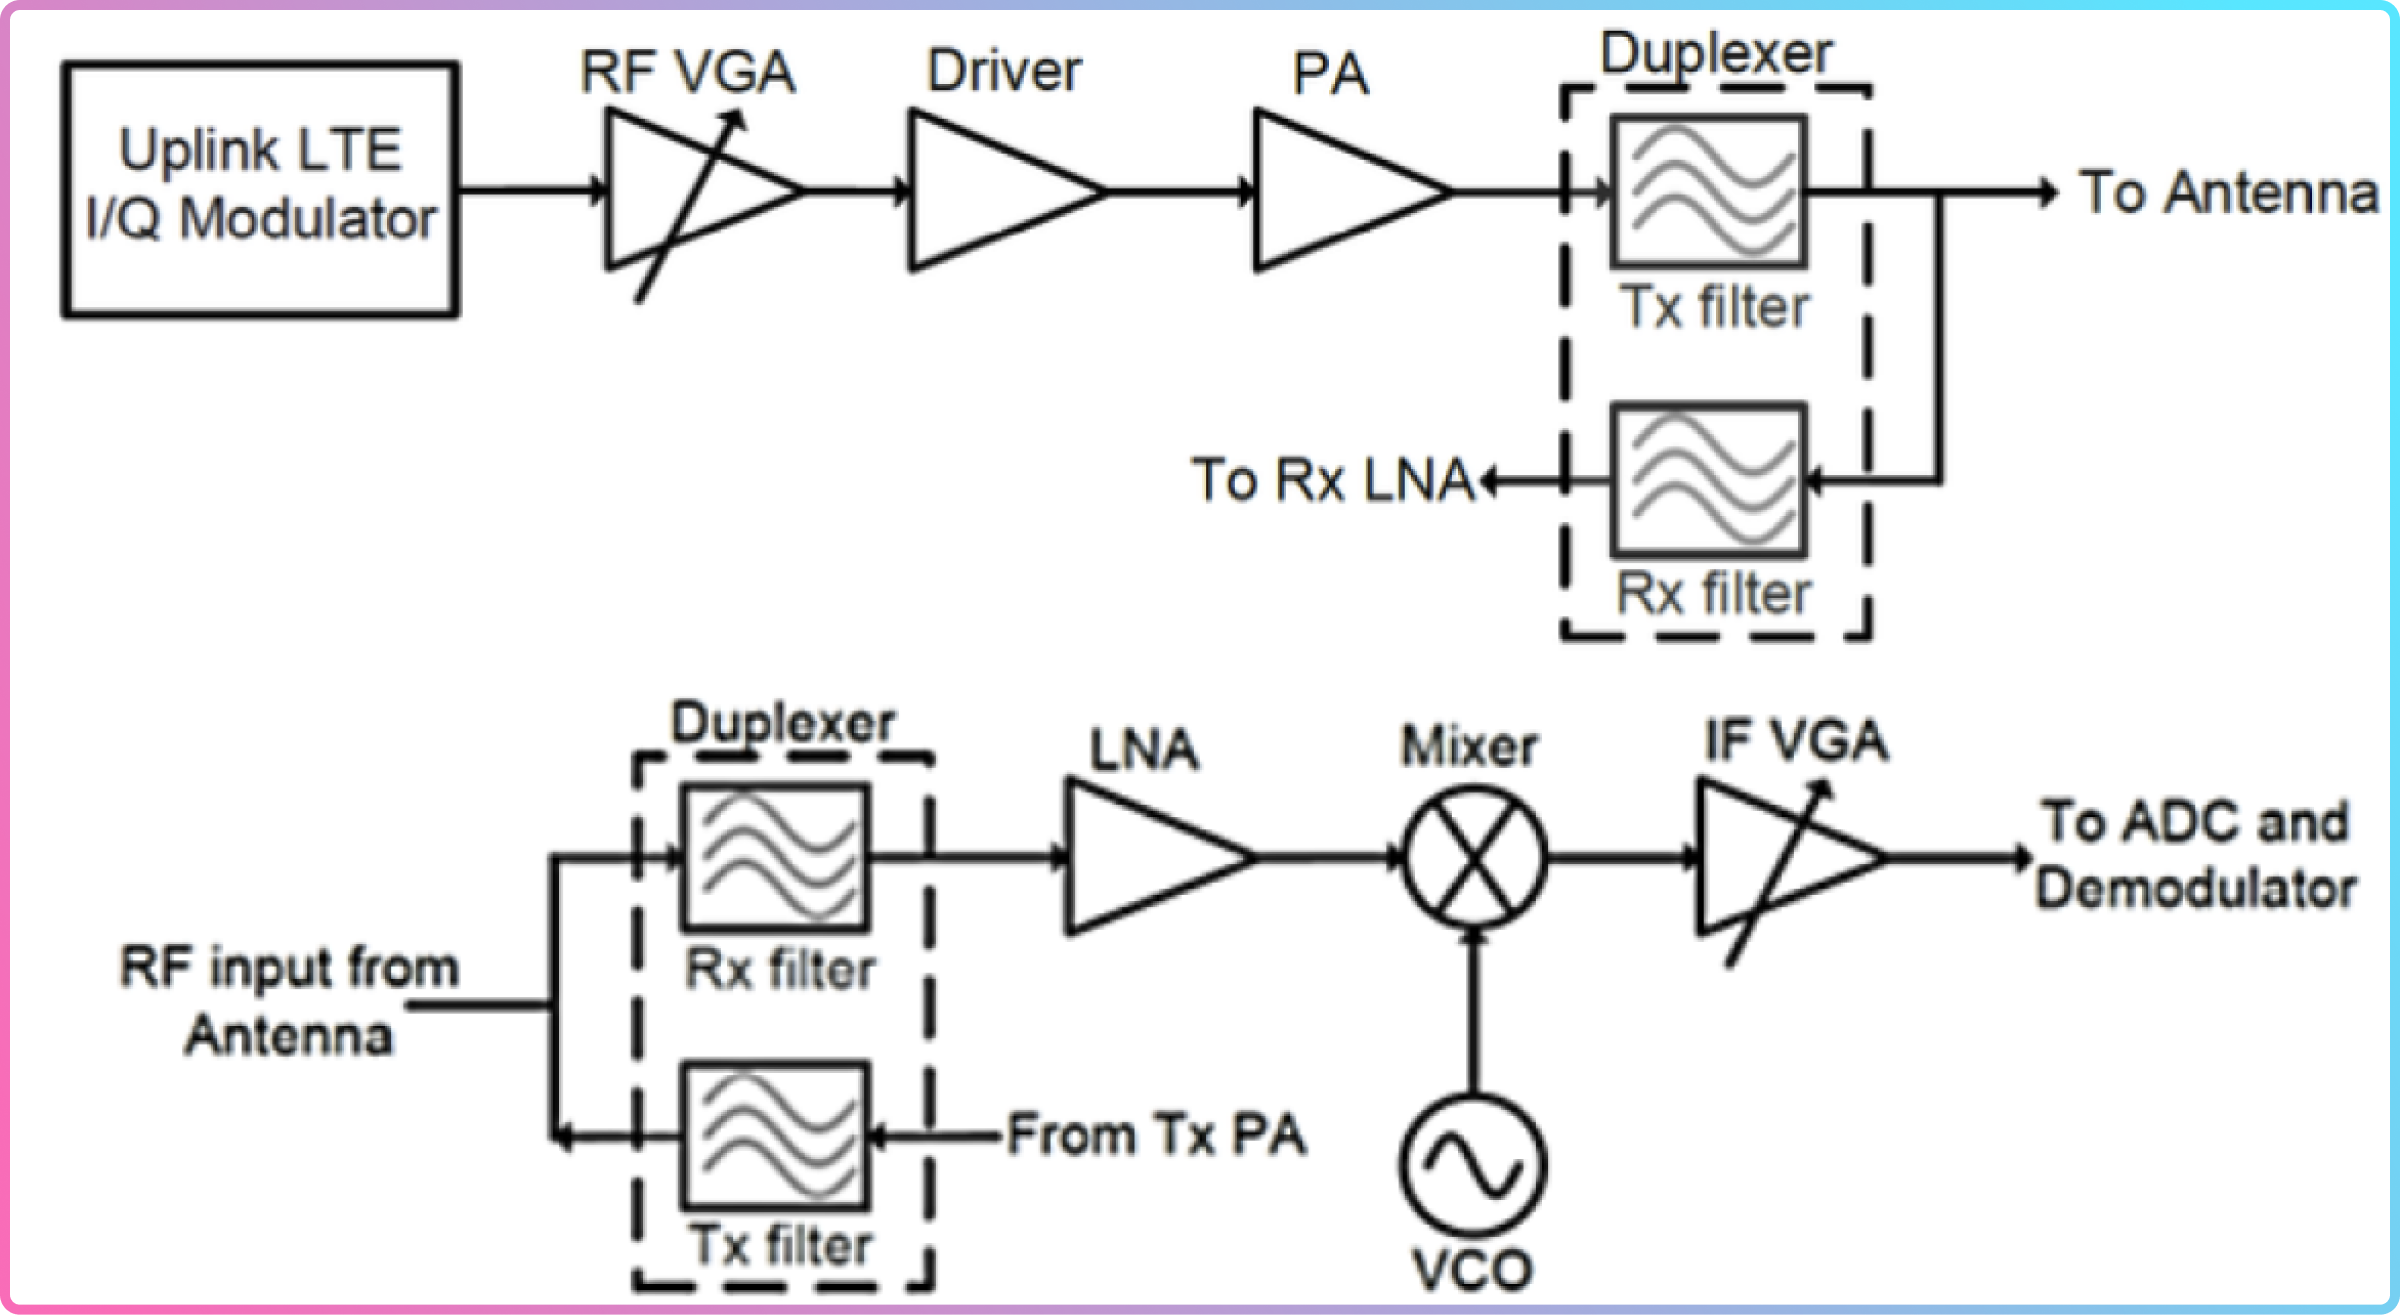 Uplink LTE
I/Q Modulator
RF VGA
Driver
PA
Duplexer
Tx filter
To Antenna
To Rx LNA
Rx filter
Duplexer
Rx filter
LNA
Mixer
IF VGA
To ADC and
Demodulator
RF input from
Antenna
From Tx PA
Tx filter
VCO